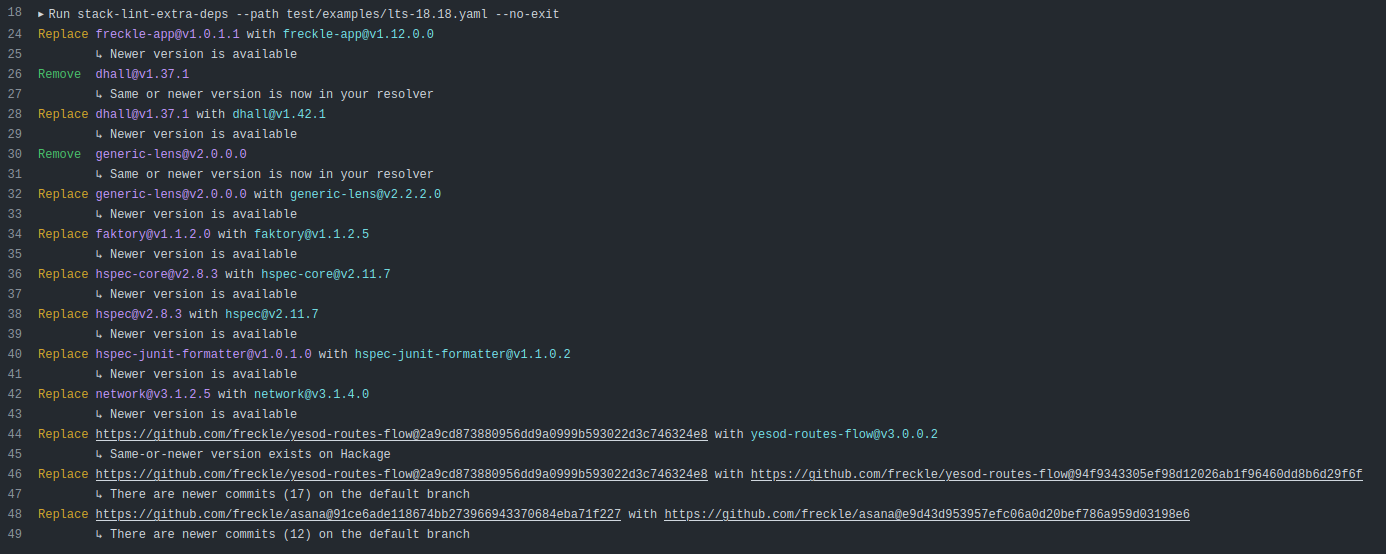 18 ▸ Run stack-lint-extra-deps --path test/examples/lts-18.18.yaml --no-exit
24 Replace freckle-app@v1.0.1.1 with freckle-app@v1.12.0.0
25 ↳ Newer version is available
26 Remove dhall@v1.37.1
27 ↳ Same or newer version is now in your resolver
28 Replace dhall@v1.37.1 with dhall@v1.42.1
29 ↳ Newer version is available
30 Remove generic-lens@v2.0.0.0
31 ↳ Same or newer version is now in your resolver
32 Replace generic-lens@v2.0.0.0 with generic-lens@v2.2.2.0
33 ↳ Newer version is available
34 Replace faktory@v1.1.2.0 with faktory@v1.1.2.5
35 ↳ Newer version is available
36 Replace hspec-core@v2.8.3 with hspec-core@v2.11.7
37 ↳ Newer version is available
38 Replace hspec@v2.8.3 with hspec@v2.11.7
39 ↳ Newer version is available
40 Replace hspec-junit-formatter@v1.0.1.0 with hspec-junit-formatter@v1.1.0.2
41 ↳ Newer version is available
42 Replace network@v3.1.2.5 with network@v3.1.4.0
43 ↳ Newer version is available
44 Replace https://github.com/freckle/yesod-routes-flow@2a9cd873880956dd9a0999b593022d3c746324e8 with yesod-routes-flow@v3.0.0.2
45 ↳ Same-or-newer version exists on Hackage
46 Replace https://github.com/freckle/yesod-routes-flow@2a9cd873880956dd9a0999b593022d3c746324e8 with https://github.com/freckle/yesod-routes-flow@94f9343305ef98d12026ab1f96460dd8b6d29f6f
47 ↳ There are newer commits (17) on the default branch
48 Replace https://github.com/freckle/asana@91ce6ade118674bb273966943370684eba71f227 with https://github.com/freckle/asana@e9d43d953957efc06a0d20bef786a959d03198e6
49 ↳ There are newer commits (12) on the default branch